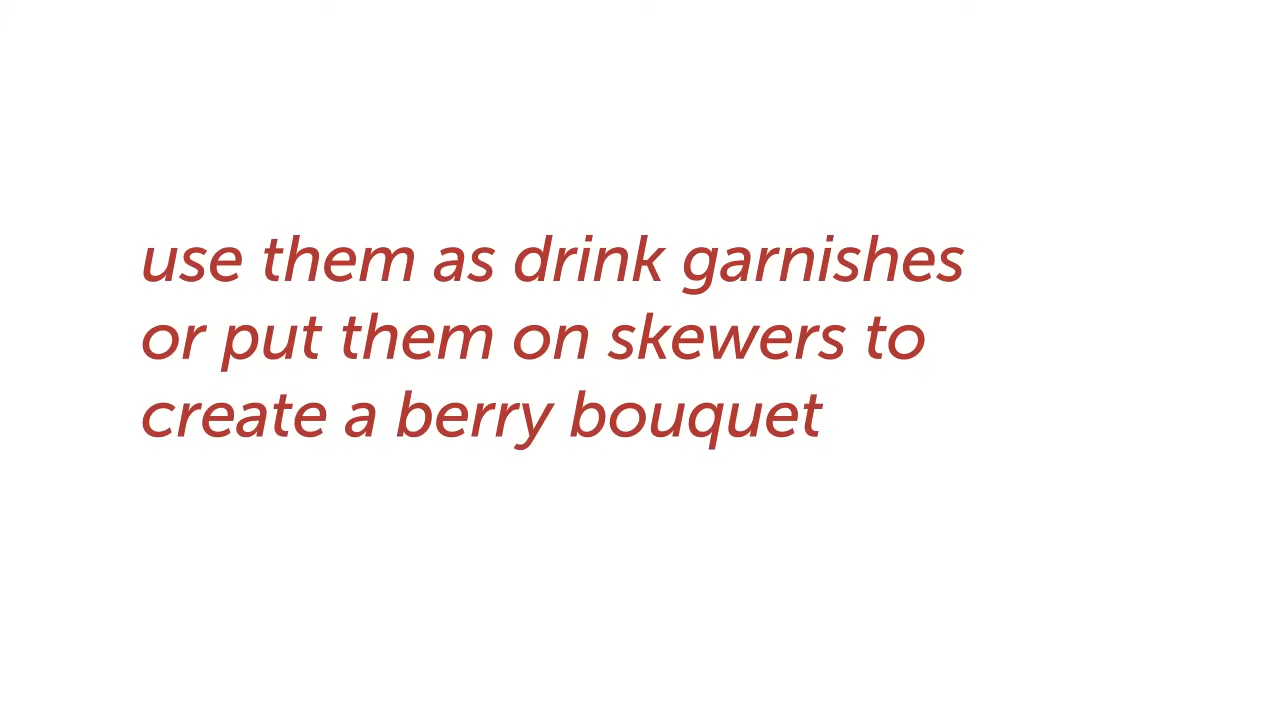 use them as drink garnishes
or put them on skewers to
create a berry bouquet